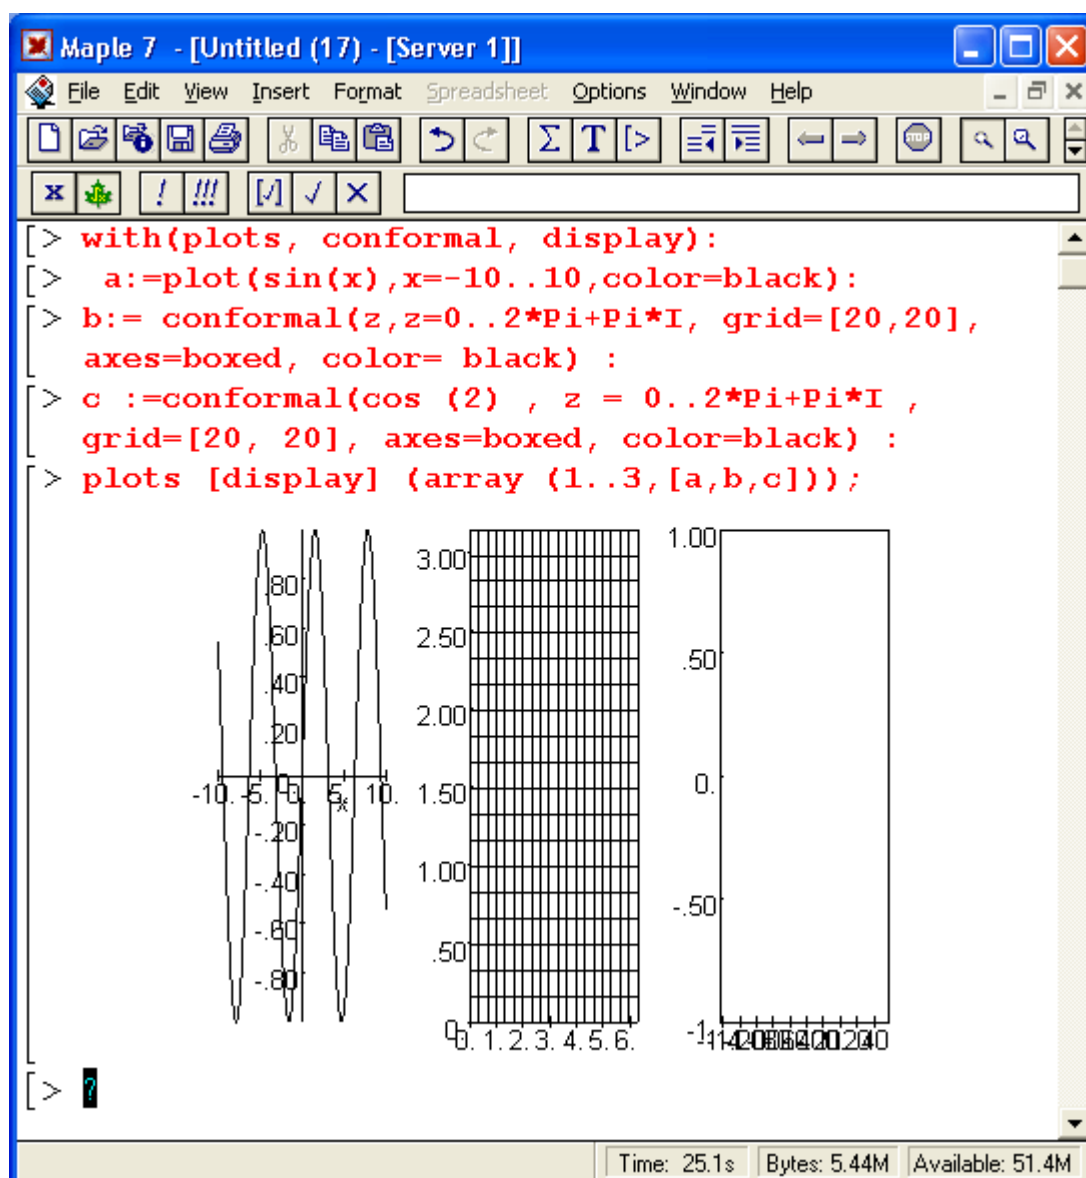 Maple 7 - [Untitled (17) - [Server 1]]
File Edit View Insert Format Spreadsheet Options Window Help
Σ T [>
STOP
x ! !!! [√] √ ×
[> with(plots, conformal, display):
[> a:=plot(sin(x),x=-10..10,color=black):
[> b:= conformal(z,z=0..2*Pi+Pi*I, grid=[20,20],
axes=boxed, color= black) :
[> c :=conformal(cos (2) , z = 0..2*Pi+Pi*I ,
grid=[20, 20], axes=boxed, color=black) :
[> plots [display] (array (1..3,[a,b,c]));
.80
.60
.40
.20
0.
-10. -5. 0. 5. 10.
x
-.20
-.40
-.60
-.80
3.00
2.50
2.00
1.50
1.00
.50
0.
0. 1. 2. 3. 4. 5. 6.
1.00
.50
0.
-.50
-1.
[> ?
Time: 25.1s Bytes: 5.44M Available: 51.4M